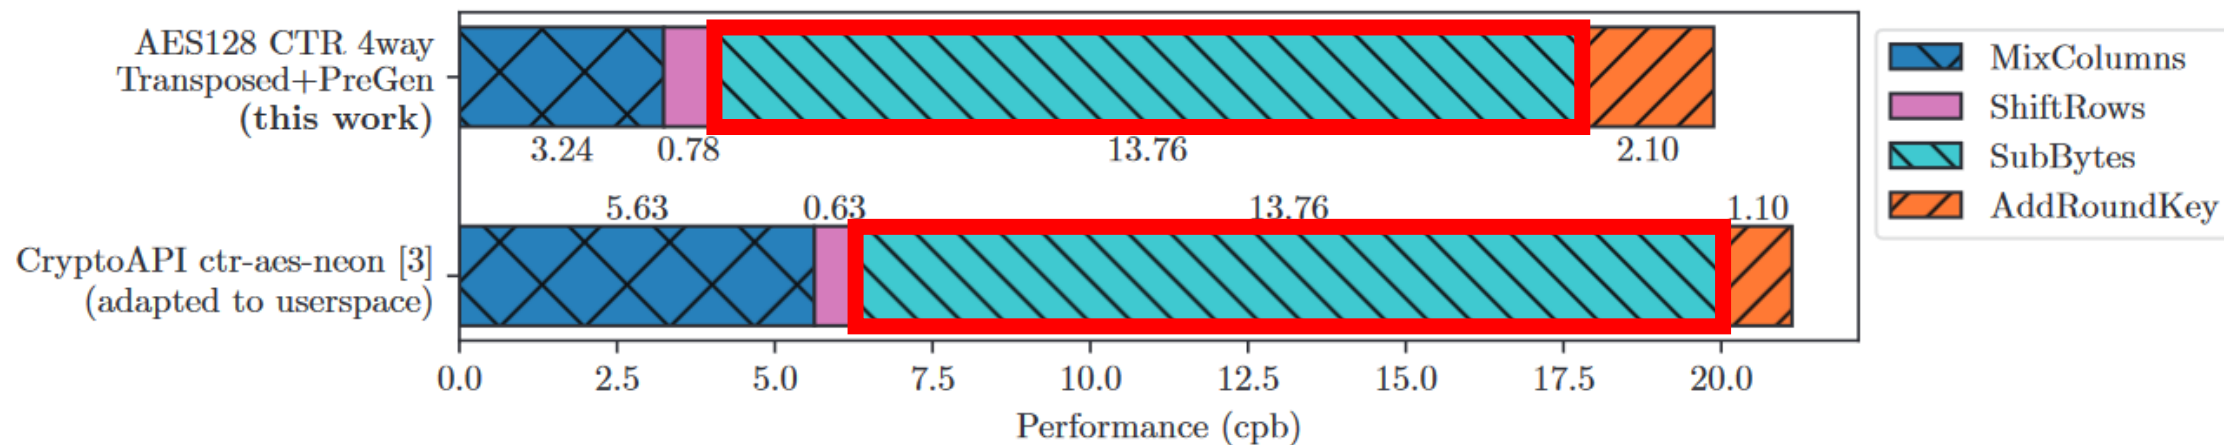 AES128 CTR 4way
Transposed+PreGen
(this work)
3.24 0.78 13.76 2.10
5.63 0.63 13.76 1.10
CryptoAPI ctr-aes-neon [3]
(adapted to userspace)
0.0 2.5 5.0 7.5 10.0 12.5 15.0 17.5 20.0
Performance (cpb)
MixColumns
ShiftRows
SubBytes
AddRoundKey